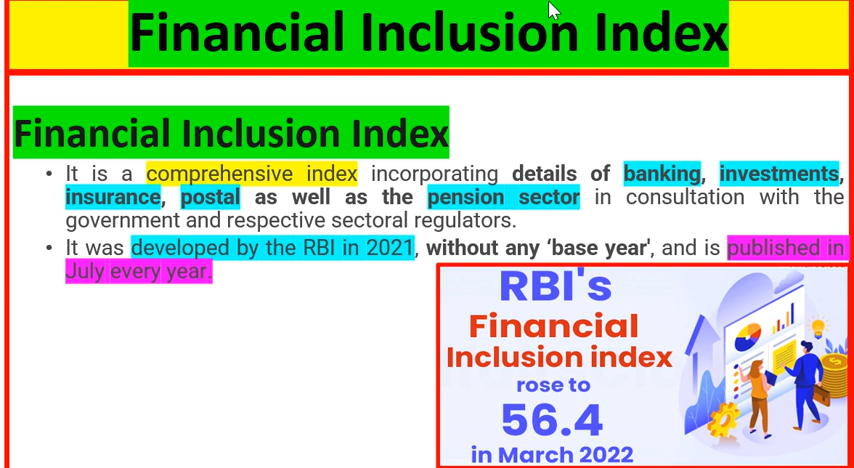 Financial Inclusion Index
Financial Inclusion Index
• It is a comprehensive index incorporating details of banking, investments,
insurance, postal as well as the pension sector in consultation with the
government and respective sectoral regulators.
• It was developed by the RBI in 2021, without any ‘base year', and is published in
July every year.
RBI's
Financial
Inclusion index
rose to
56.4
in March 2022